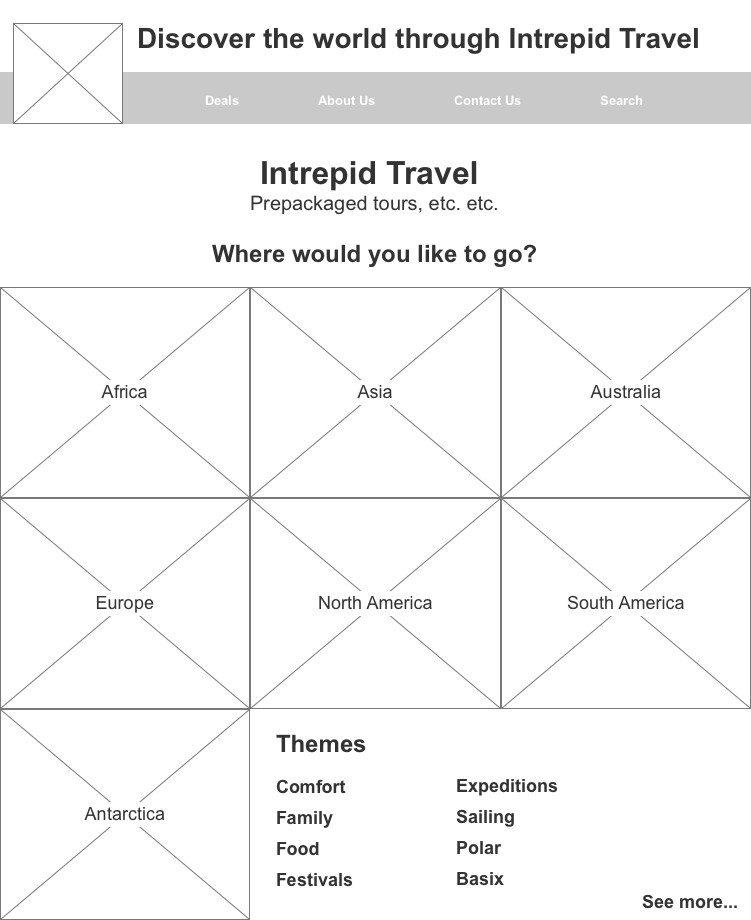 Discover the world through Intrepid Travel
Deals About Us Contact Us Search
Intrepid Travel
Prepackaged tours, etc. etc.
Where would you like to go?
Africa Asia Australia
Europe North America South America
Antarctica
Themes
Comfort Expeditions
Family Sailing
Food Polar
Festivals Basix
See more...